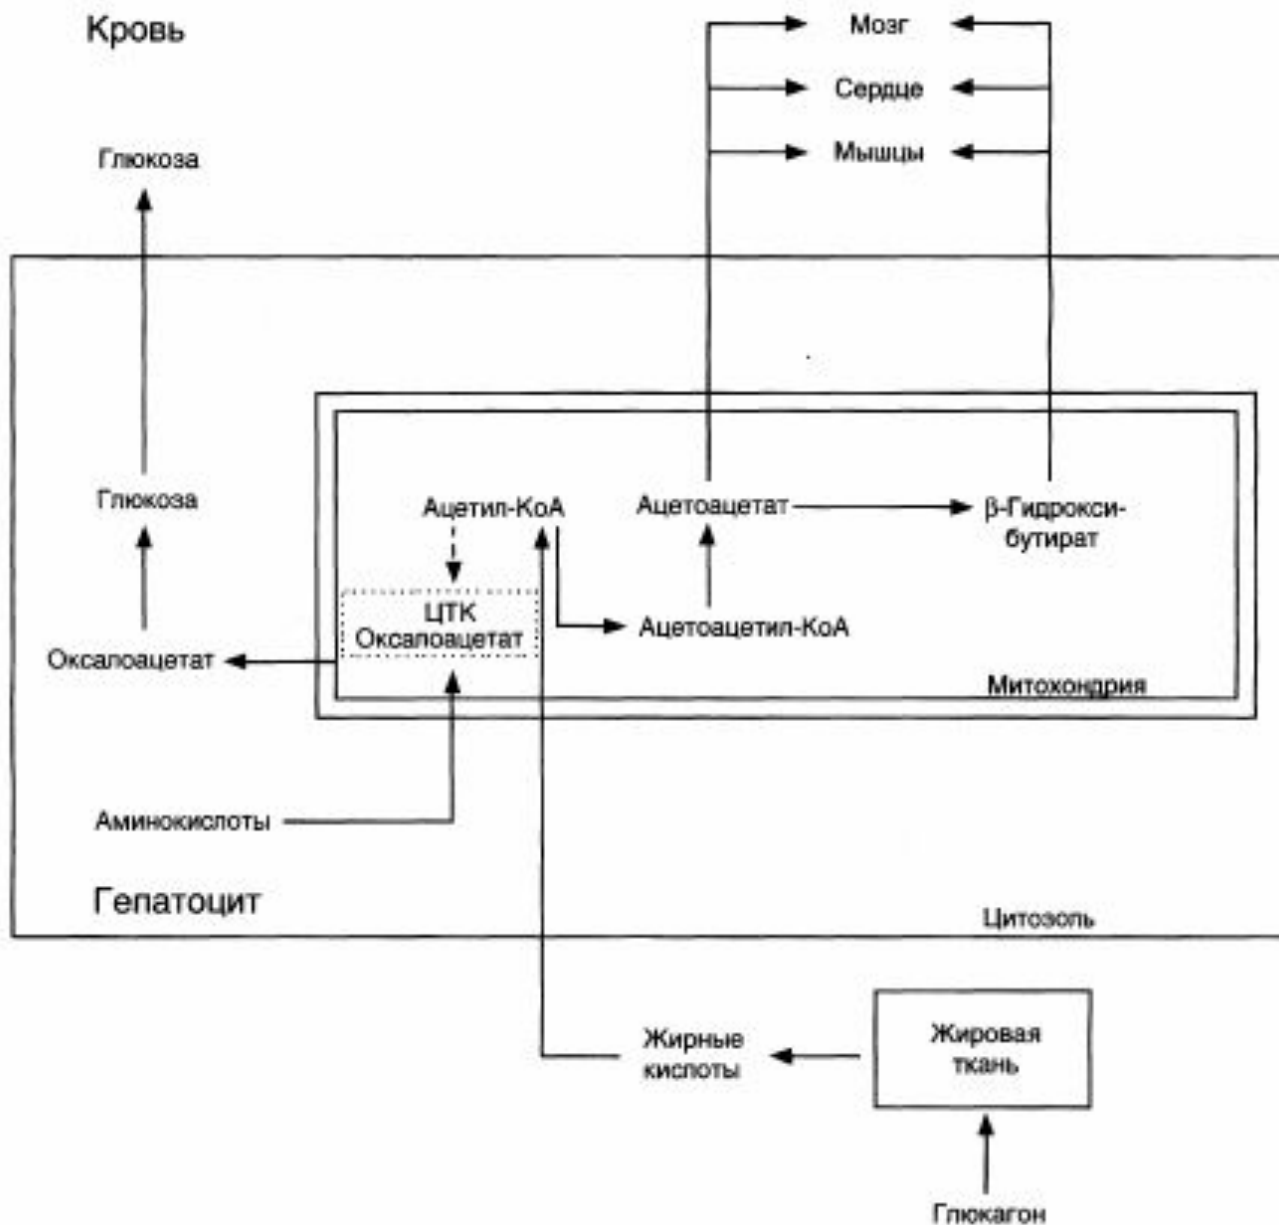 Кровь
Мозг
Сердце
Мышцы
Глюкоза
Глюкоза
Ацетил-КоА
Ацетоацетат
β-Гидрокси-
бутират
ЦТК
Оксалоацетат
Ацетоацетил-КоА
Оксалоацетат
Митохондрия
Аминокислоты
Гепатоцит
Цитозоль
Жирные
кислоты
Жировая
ткань
Глюкагон